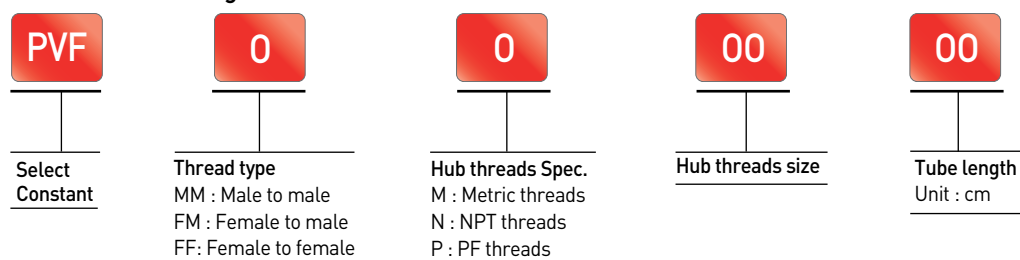 PVF
0
0
00
00
Select
Constant
Thread type
MM : Male to male
FM : Female to male
FF: Female to female
Hub threads Spec.
M : Metric threads
N : NPT threads
P : PF threads
Hub threads size
Tube length
Unit : cm